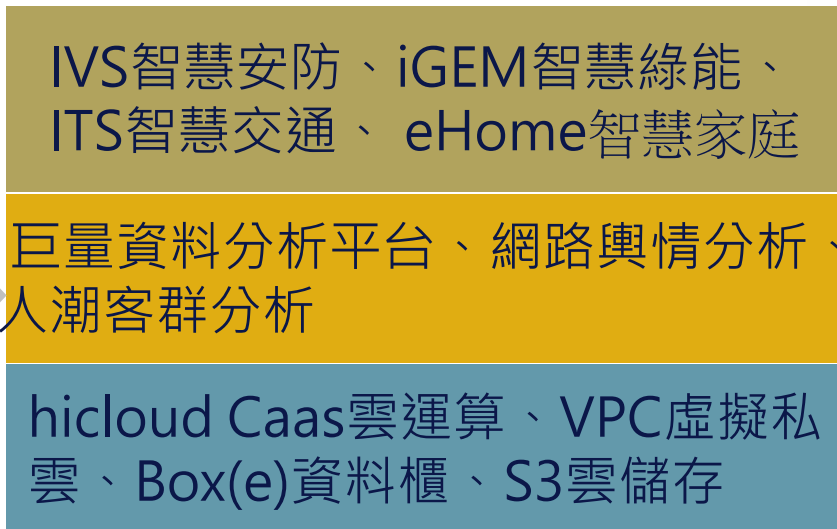 IVS智慧安防、iGEM智慧綠能、
ITS智慧交通、 eHome智慧家庭
巨量資料分析平台、網路輿情分析、
人潮客群分析
hicloud Caas雲運算、VPC虛擬私
雲、Box(e)資料櫃、S3雲儲存